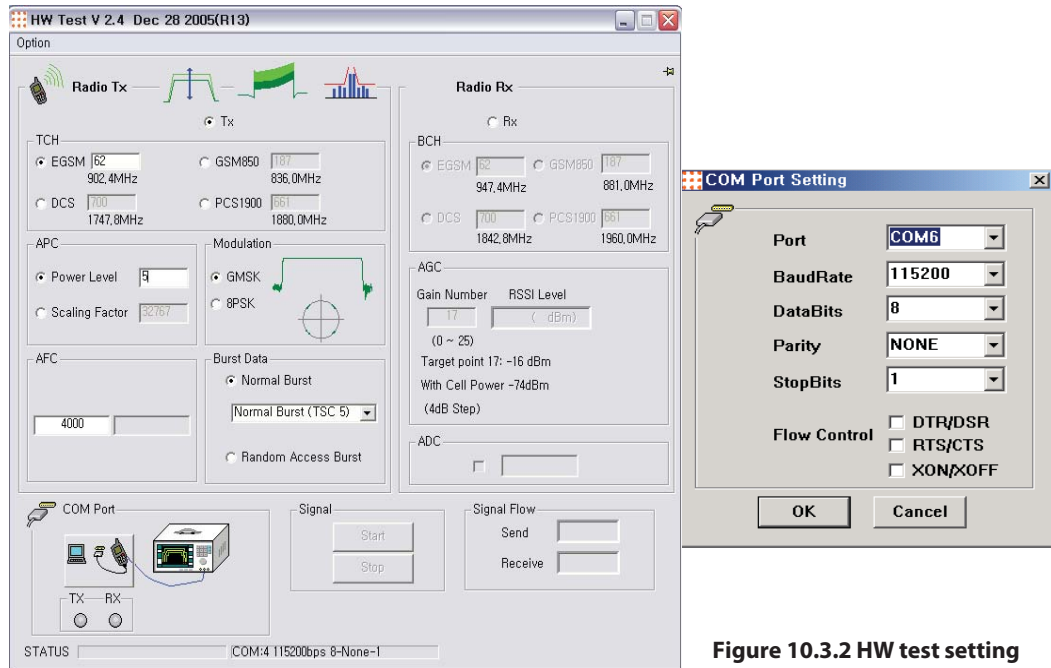 HW Test V 2.4 Dec 28 2005(R13)
Option
Radio Tx
Tx
TCH
EGSM 62
902,4MHz
GSM850 187
836,0MHz
DCS 700
1747,8MHz
PCS1900 661
1880,0MHz
APC
Power Level 5
Scaling Factor 32767
Modulation
GMSK
8PSK
AFC
4000
Burst Data
Normal Burst
Normal Burst (TSC 5)
Random Access Burst
Radio Rx
Rx
BCH
EGSM 62
947,4MHz
GSM850 187
881,0MHz
DCS 700
1842,8MHz
PCS1900 661
1960,0MHz
AGC
Gain Number RSSI Level
17 ( dBm)
(0 ~ 25)
Target point 17: -16 dBm
With Cell Power -74dBm
(4dB Step)
ADC
COM Port
TX RX
Signal
Start
Stop
Signal Flow
Send
Receive
STATUS COM:4 115200bps 8-None-1
COM Port Setting
Port COM6
BaudRate 115200
DataBits 8
Parity NONE
StopBits 1
Flow Control
DTR/DSR
RTS/CTS
XON/XOFF
OK Cancel
Figure 10.3.2 HW test setting